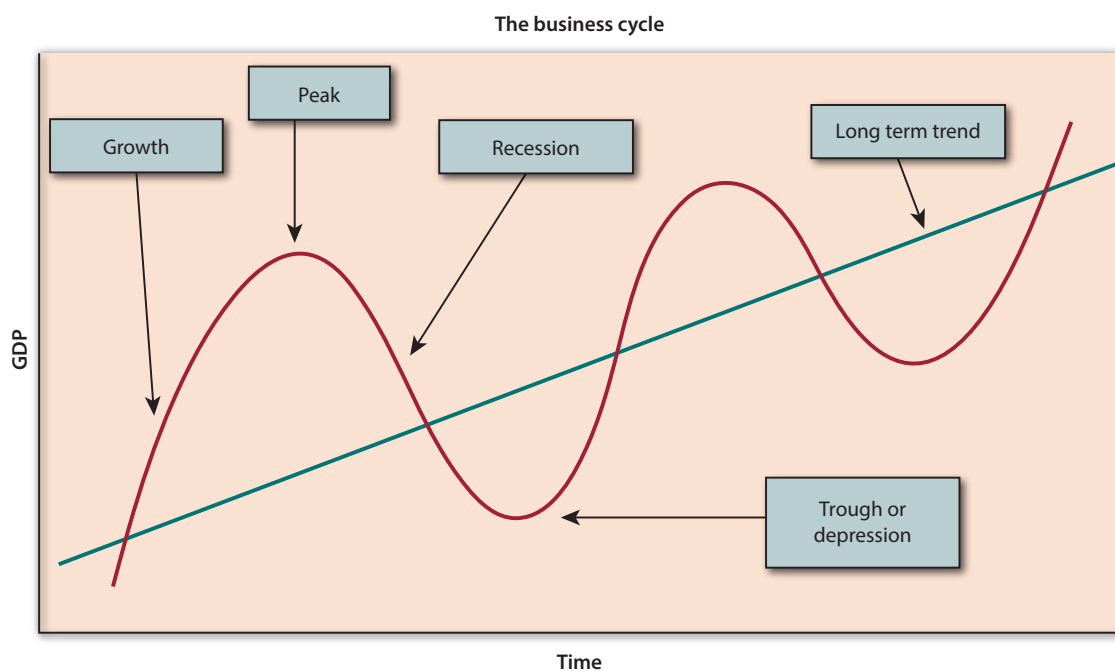 The business cycle
Peak
Growth
Recession
Long term trend
GDP
Trough or
depression
Time